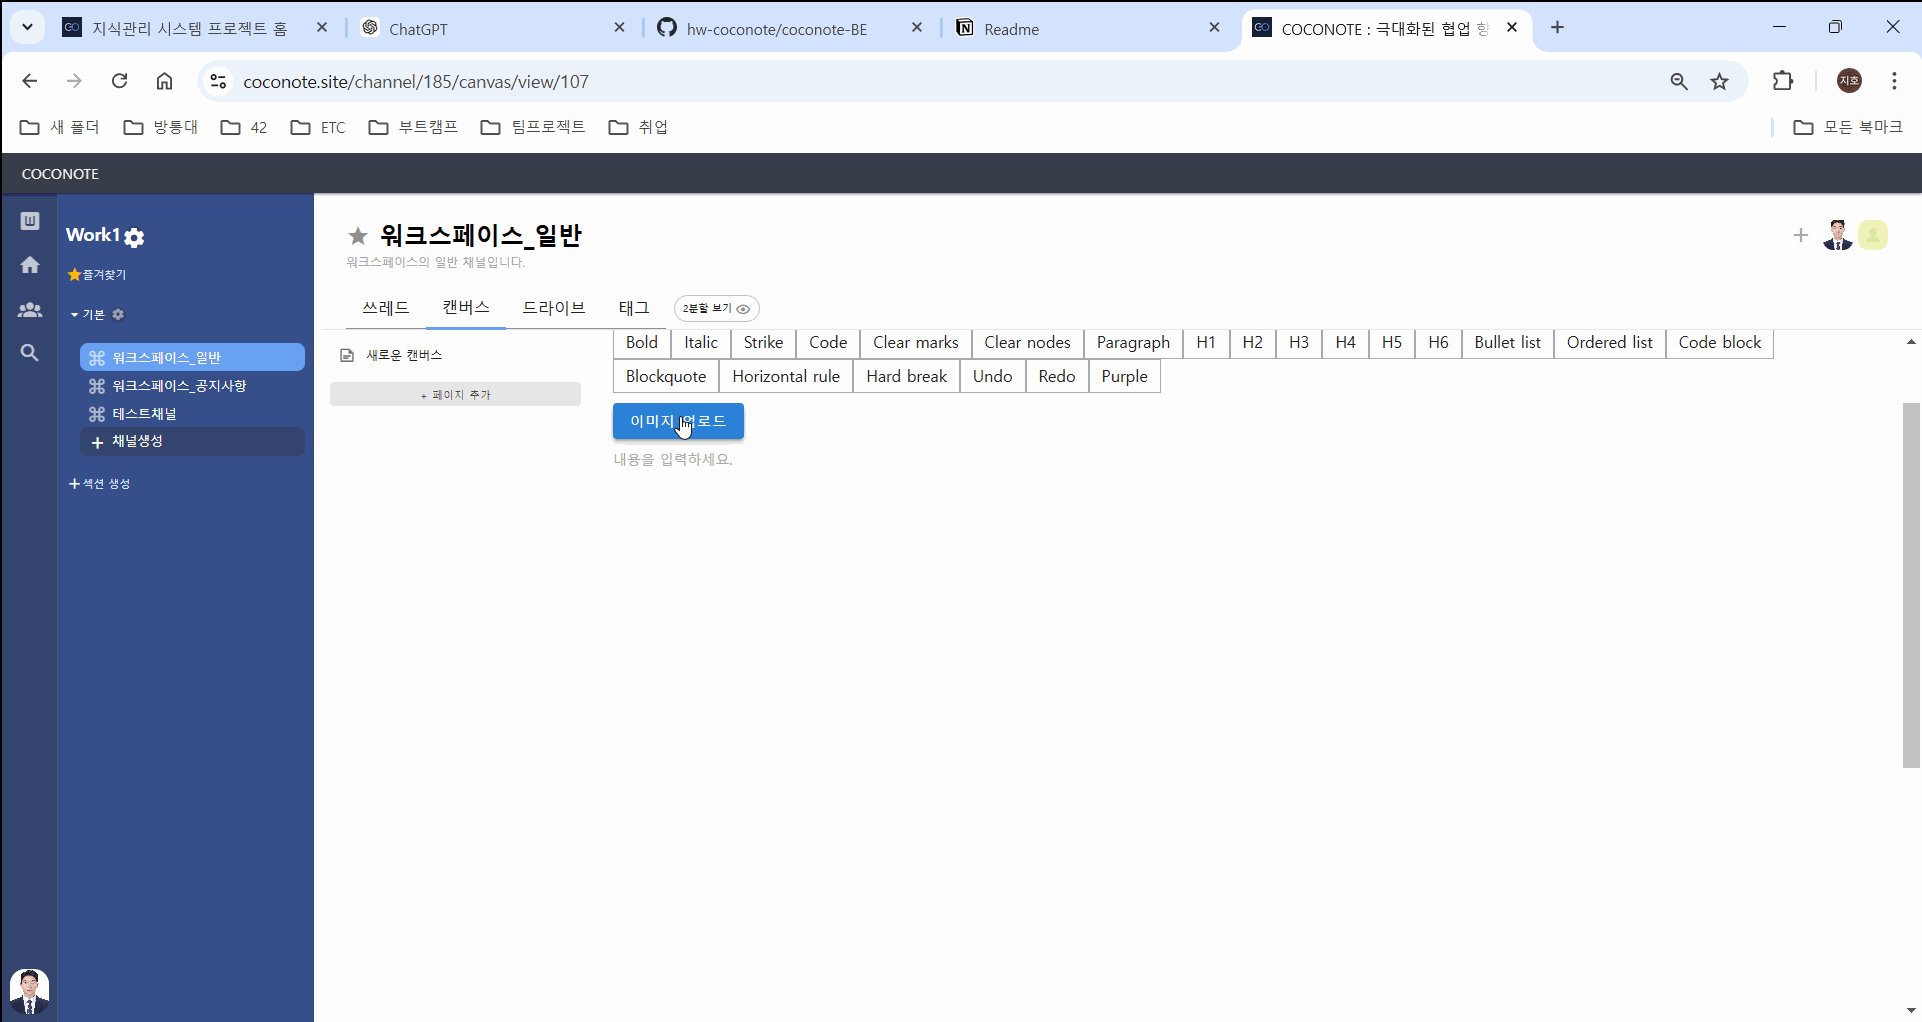 지식관리 시스템 프로젝트 홈
ChatGPT
hw-coconote/coconote-BE
Readme
COCONOTE : 극대화된 협업 향
coconote.site/channel/185/canvas/view/107
지호
새 폴더
방통대
42
ETC
부트캠프
팀프로젝트
취업
모든 북마크
COCONOTE
Work1
즐겨찾기
기본
워크스페이스_일반
워크스페이스_공지사항
테스트채널
채널생성
섹션 생성
워크스페이스_일반
워크스페이스의 일반 채널입니다.
쓰레드
캔버스
드라이브
태그
2분할 보기
새로운 캔버스
+ 페이지 추가
Bold Italic Strike Code Clear marks Clear nodes Paragraph H1 H2 H3 H4 H5 H6 Bullet list Ordered list Code block
Blockquote Horizontal rule Hard break Undo Redo Purple
이미지 업로드
내용을 입력하세요.